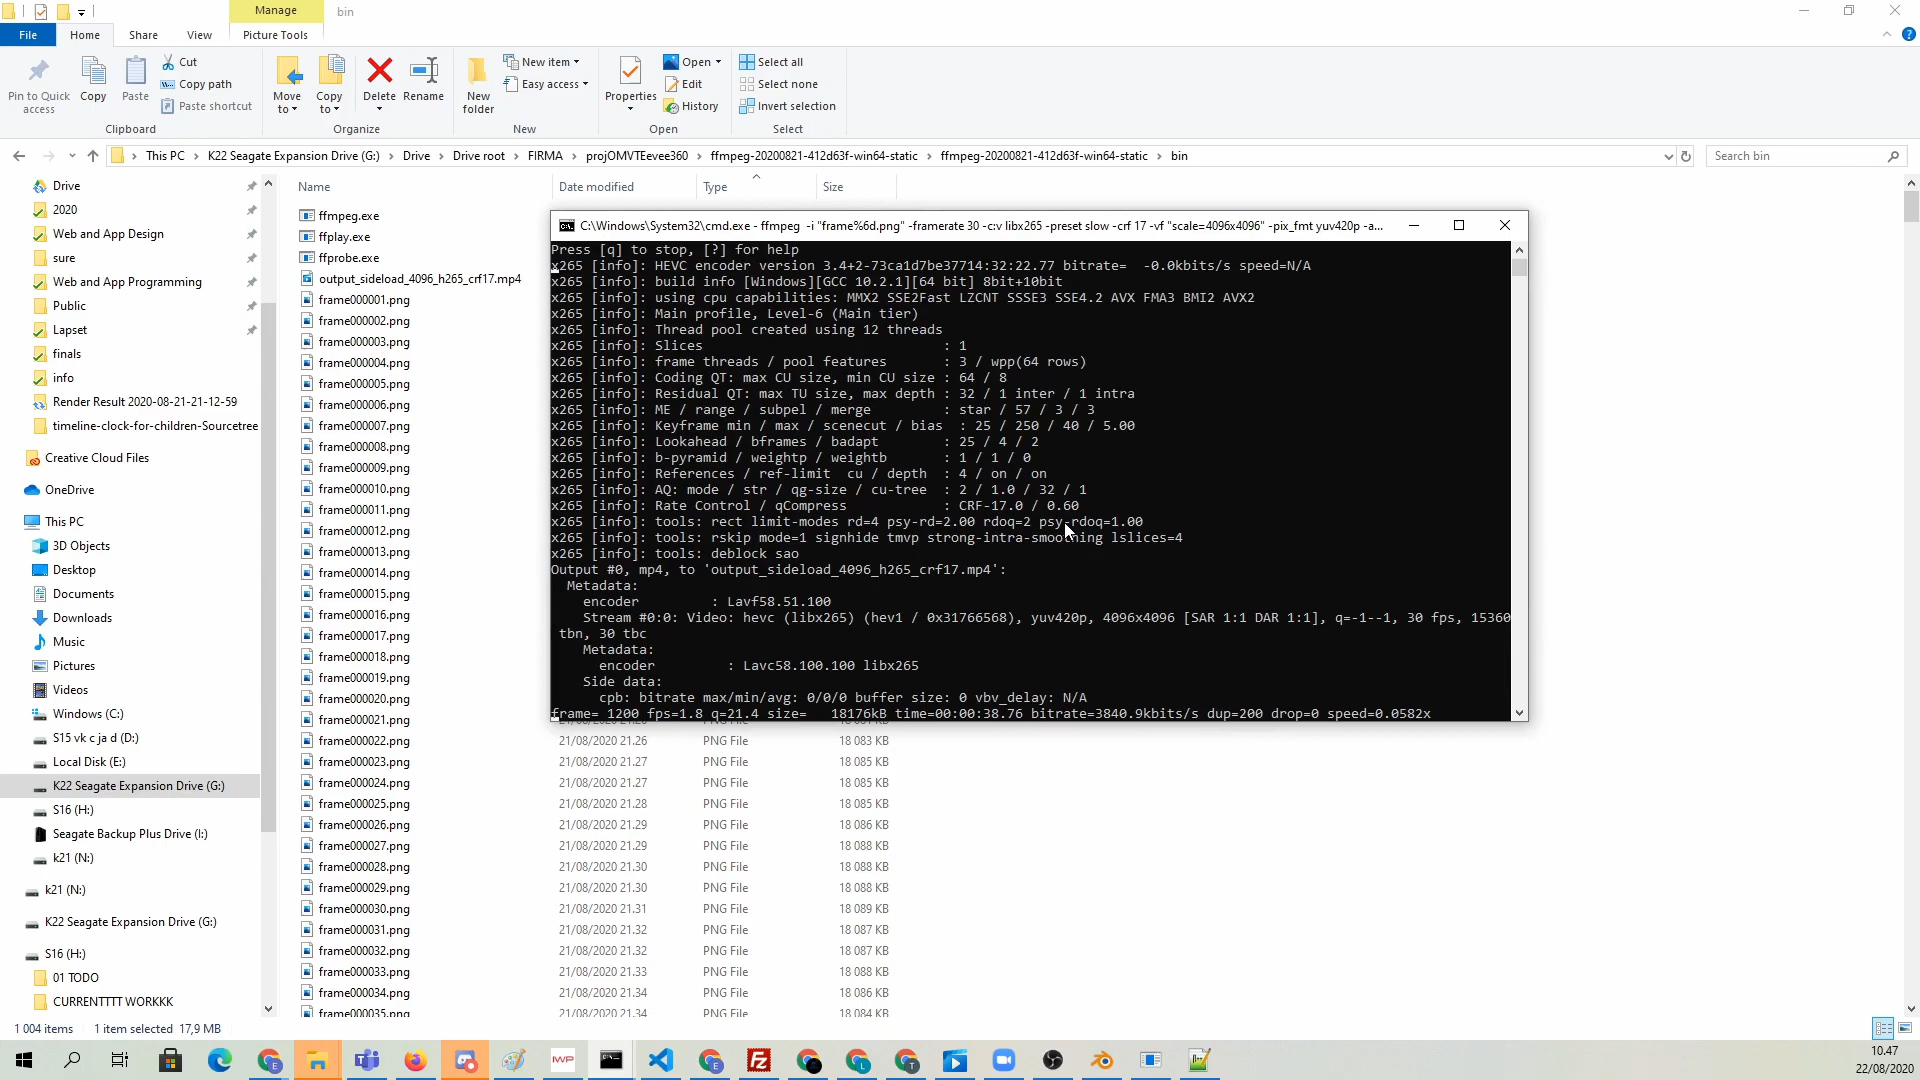 Manage
bin
File
Home
Share
View
Picture Tools
Pin to Quick access
Copy
Paste
Cut
Copy path
Paste shortcut
Move to
Copy to
Delete
Rename
New folder
New item
Easy access
Properties
Open
Edit
History
Select all
Select none
Invert selection
Clipboard
Organize
New
Open
Select
This PC > K22 Seagate Expansion Drive (G:) > Drive > Drive root > FIRMA > projOMVTEevee360 > ffmpeg-20200821-412d63f-win64-static > ffmpeg-20200821-412d63f-win64-static > bin
Search bin
Drive
2020
Web and App Design
sure
Web and App Programming
Public
Lapset
finals
info
Render Result 2020-08-21-21-12-59
timeline-clock-for-children-Sourcetree
Creative Cloud Files
OneDrive
This PC
3D Objects
Desktop
Documents
Downloads
Music
Pictures
Videos
Windows (C:)
S15 vk c ja d (D:)
Local Disk (E:)
K22 Seagate Expansion Drive (G:)
S16 (H:)
Seagate Backup Plus Drive (I:)
k21 (N:)
k21 (N:)
K22 Seagate Expansion Drive (G:)
S16 (H:)
01 TODO
CURRENTTTT WORKKK
Name Date modified Type Size
ffmpeg.exe
ffplay.exe
ffprobe.exe
output_sideload_4096_h265_crf17.mp4
frame000001.png
frame000002.png
frame000003.png
frame000004.png
frame000005.png
frame000006.png
frame000007.png
frame000008.png
frame000009.png
frame000010.png
frame000011.png
frame000012.png
frame000013.png
frame000014.png
frame000015.png
frame000016.png
frame000017.png
frame000018.png
frame000019.png
frame000020.png
frame000021.png
frame000022.png 21/08/2020 21.26 PNG File 18 083 KB
frame000023.png 21/08/2020 21.27 PNG File 18 085 KB
frame000024.png 21/08/2020 21.27 PNG File 18 085 KB
frame000025.png 21/08/2020 21.28 PNG File 18 085 KB
frame000026.png 21/08/2020 21.29 PNG File 18 086 KB
frame000027.png 21/08/2020 21.29 PNG File 18 088 KB
frame000028.png 21/08/2020 21.30 PNG File 18 088 KB
frame000029.png 21/08/2020 21.30 PNG File 18 088 KB
frame000030.png 21/08/2020 21.31 PNG File 18 089 KB
frame000031.png 21/08/2020 21.32 PNG File 18 087 KB
frame000032.png 21/08/2020 21.32 PNG File 18 087 KB
frame000033.png 21/08/2020 21.33 PNG File 18 088 KB
frame000034.png 21/08/2020 21.34 PNG File 18 086 KB
frame000035.png 21/08/2020 21.34 PNG File 18 084 KB
C:\Windows\System32\cmd.exe - ffmpeg -i "frame%6d.png" -framerate 30 -c:v libx265 -preset slow -crf 17 -vf "scale=4096x4096" -pix_fmt yuv420p -a...
Press [q] to stop, [?] for help
x265 [info]: HEVC encoder version 3.4+2-73ca1d7be37714:32:22.77 bitrate=  -0.0kbits/s speed=N/A
x265 [info]: build info [Windows][GCC 10.2.1][64 bit] 8bit+10bit
x265 [info]: using cpu capabilities: MMX2 SSE2Fast LZCNT SSSE3 SSE4.2 AVX FMA3 BMI2 AVX2
x265 [info]: Main profile, Level-6 (Main tier)
x265 [info]: Thread pool created using 12 threads
x265 [info]: Slices                              : 1
x265 [info]: frame threads / pool features       : 3 / wpp(64 rows)
x265 [info]: Coding QT: max CU size, min CU size : 64 / 8
x265 [info]: Residual QT: max TU size, max depth : 32 / 1 inter / 1 intra
x265 [info]: ME / range / subpel / merge         : star / 57 / 3 / 3
x265 [info]: Keyframe min / max / scenecut / bias  : 25 / 250 / 40 / 5.00
x265 [info]: Lookahead / bframes / badapt        : 25 / 4 / 2
x265 [info]: b-pyramid / weightp / weightb       : 1 / 1 / 0
x265 [info]: References / ref-limit  cu / depth  : 4 / on / on
x265 [info]: AQ: mode / str / qg-size / cu-tree  : 2 / 1.0 / 32 / 1
x265 [info]: Rate Control / qCompress            : CRF-17.0 / 0.60
x265 [info]: tools: rect limit-modes rd=4 psy-rd=2.00 rdoq=2 psy-rdoq=1.00
x265 [info]: tools: rskip mode=1 signhide tmvp strong-intra-smoothing lslices=4
x265 [info]: tools: deblock sao
Output #0, mp4, to 'output_sideload_4096_h265_crf17.mp4':
Metadata:
encoder         : Lavf58.51.100
Stream #0:0: Video: hevc (libx265) (hev1 / 0x31766568), yuv420p, 4096x4096 [SAR 1:1 DAR 1:1], q=-1--1, 30 fps, 15360
tbn, 30 tbc
Metadata:
encoder         : Lavc58.100.100 libx265
Side data:
cpb: bitrate max/min/avg: 0/0/0 buffer size: 0 vbv_delay: N/A
frame= 1200 fps=1.8 q=21.4 size=   18176kB time=00:00:38.76 bitrate=3840.9kbits/s dup=200 drop=0 speed=0.0582x
1 004 items 1 item selected 17,9 MB
IWP
10.47
22/08/2020